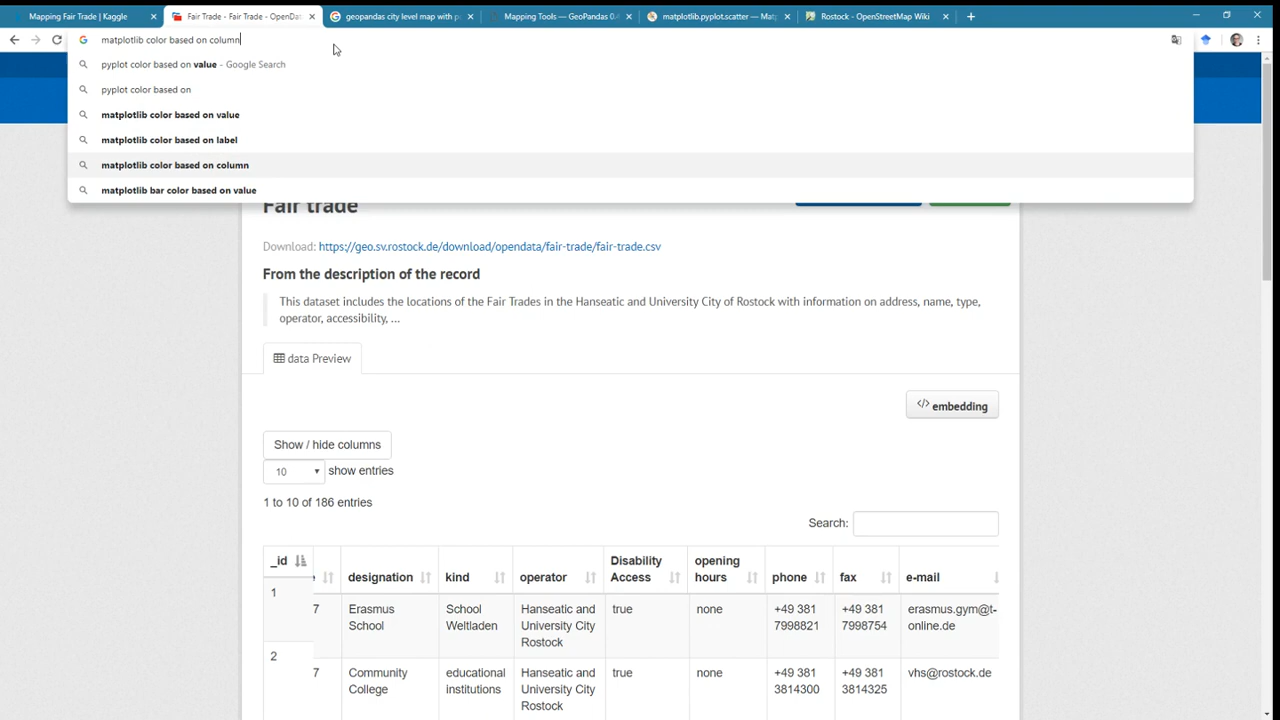 Mapping Fair Trade | Kaggle
Fair Trade - Fair Trade - OpenDat
geopandas city level map with po
Mapping Tools — GeoPandas 0.4
matplotlib.pyplot.scatter — Mat
Rostock - OpenStreetMap Wiki
matplotlib color based on column
pyplot color based on value - Google Search
pyplot color based on
matplotlib color based on value
matplotlib color based on label
matplotlib color based on column
matplotlib bar color based on value
Fair trade
Download: https://geo.sv.rostock.de/download/opendata/fair-trade/fair-trade.csv
From the description of the record
This dataset includes the locations of the Fair Trades in the Hanseatic and University City of Rostock with information on address, name, type,
operator, accessibility, ...
data Preview
</> embedding
Show / hide columns
10 show entries
1 to 10 of 186 entries
Search:
_id designation kind operator Disability Access opening hours phone fax e-mail
1 7 Erasmus School School Weltladen Hanseatic and University City Rostock true none +49 381 7998821 +49 381 7998754 erasmus.gym@t-online.de
2 7 Community College educational institutions Hanseatic and University City Rostock true none +49 381 3814300 +49 381 3814325 vhs@rostock.de